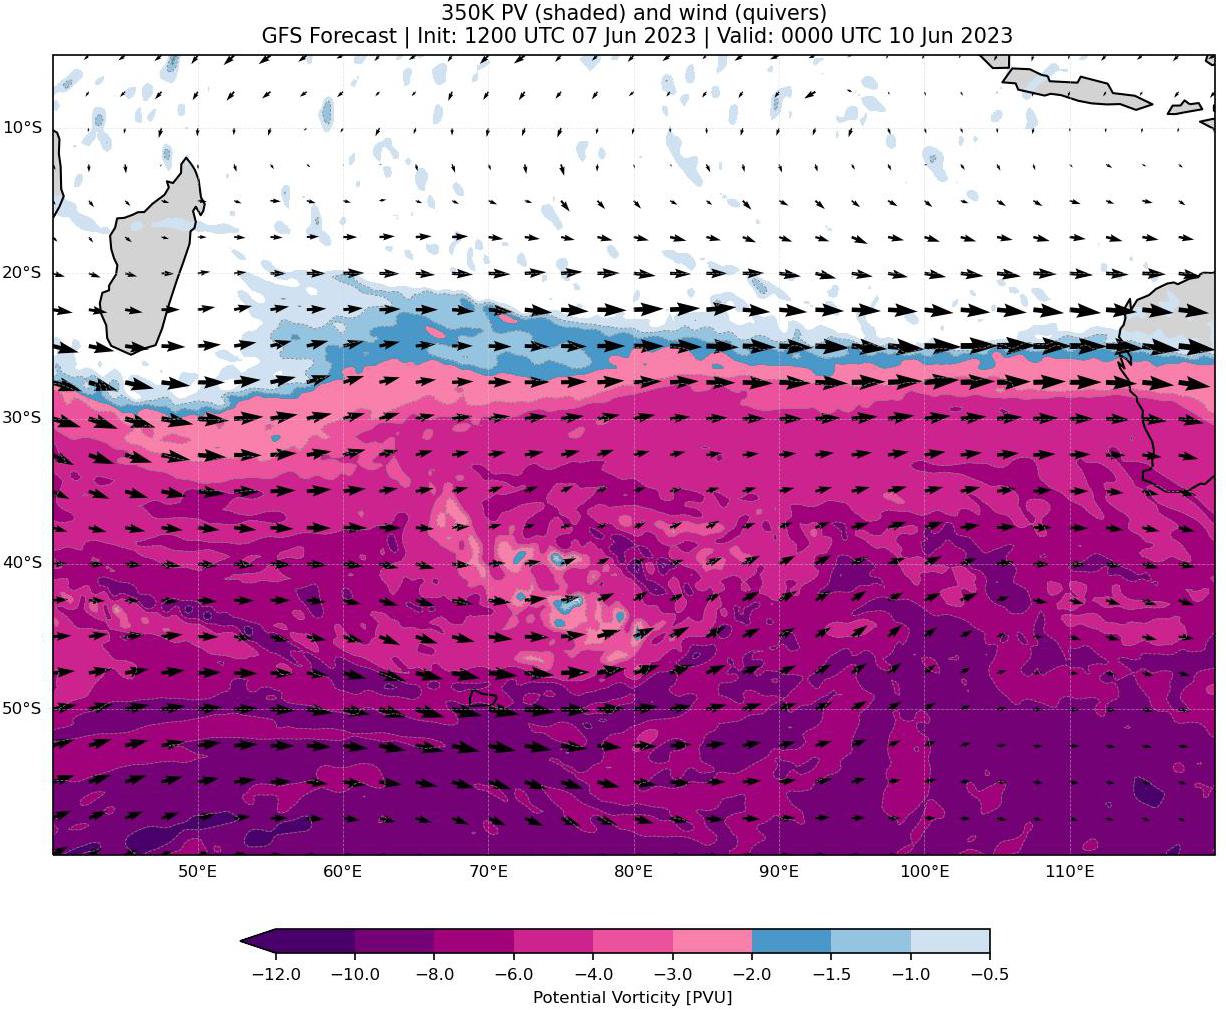 350K PV (shaded) and wind (quivers)
GFS Forecast | Init: 1200 UTC 07 Jun 2023 | Valid: 0000 UTC 10 Jun 2023
10°S
20°S
30°S
40°S
50°S
50°E 60°E 70°E 80°E 90°E 100°E 110°E
−12.0 −10.0 −8.0 −6.0 −4.0 −3.0 −2.0 −1.5 −1.0 −0.5
Potential Vorticity [PVU]